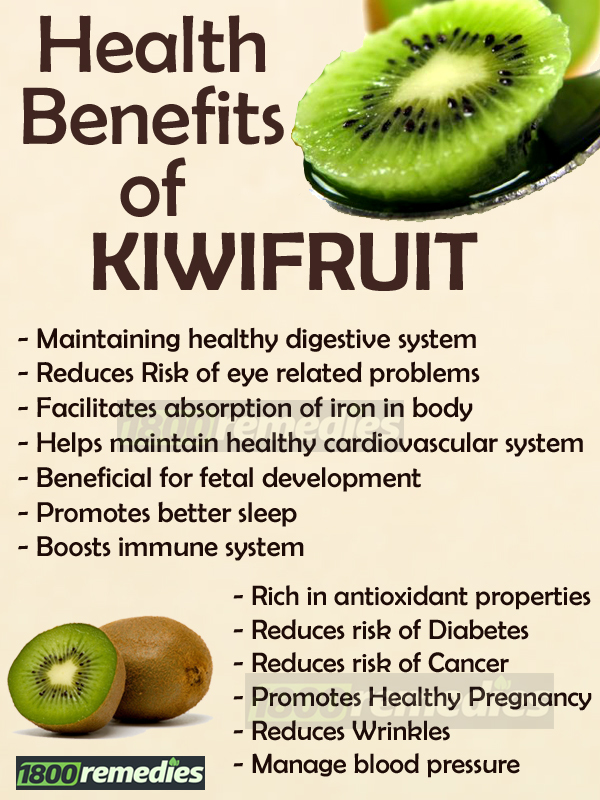 Health
Benefits
of
KIWIFRUIT
- Maintaining healthy digestive system
- Reduces Risk of eye related problems
- Facilitates absorption of iron in body
1800remedies
- Helps maintain healthy cardiovascular system
- Beneficial for fetal development
- Promotes better sleep
- Boosts immune system
- Rich in antioxidant properties
- Reduces risk of Diabetes
- Reduces risk of Cancer
- Promotes Healthy Pregnancy
1800remedies
- Reduces Wrinkles
- Manage blood pressure
1800remedies